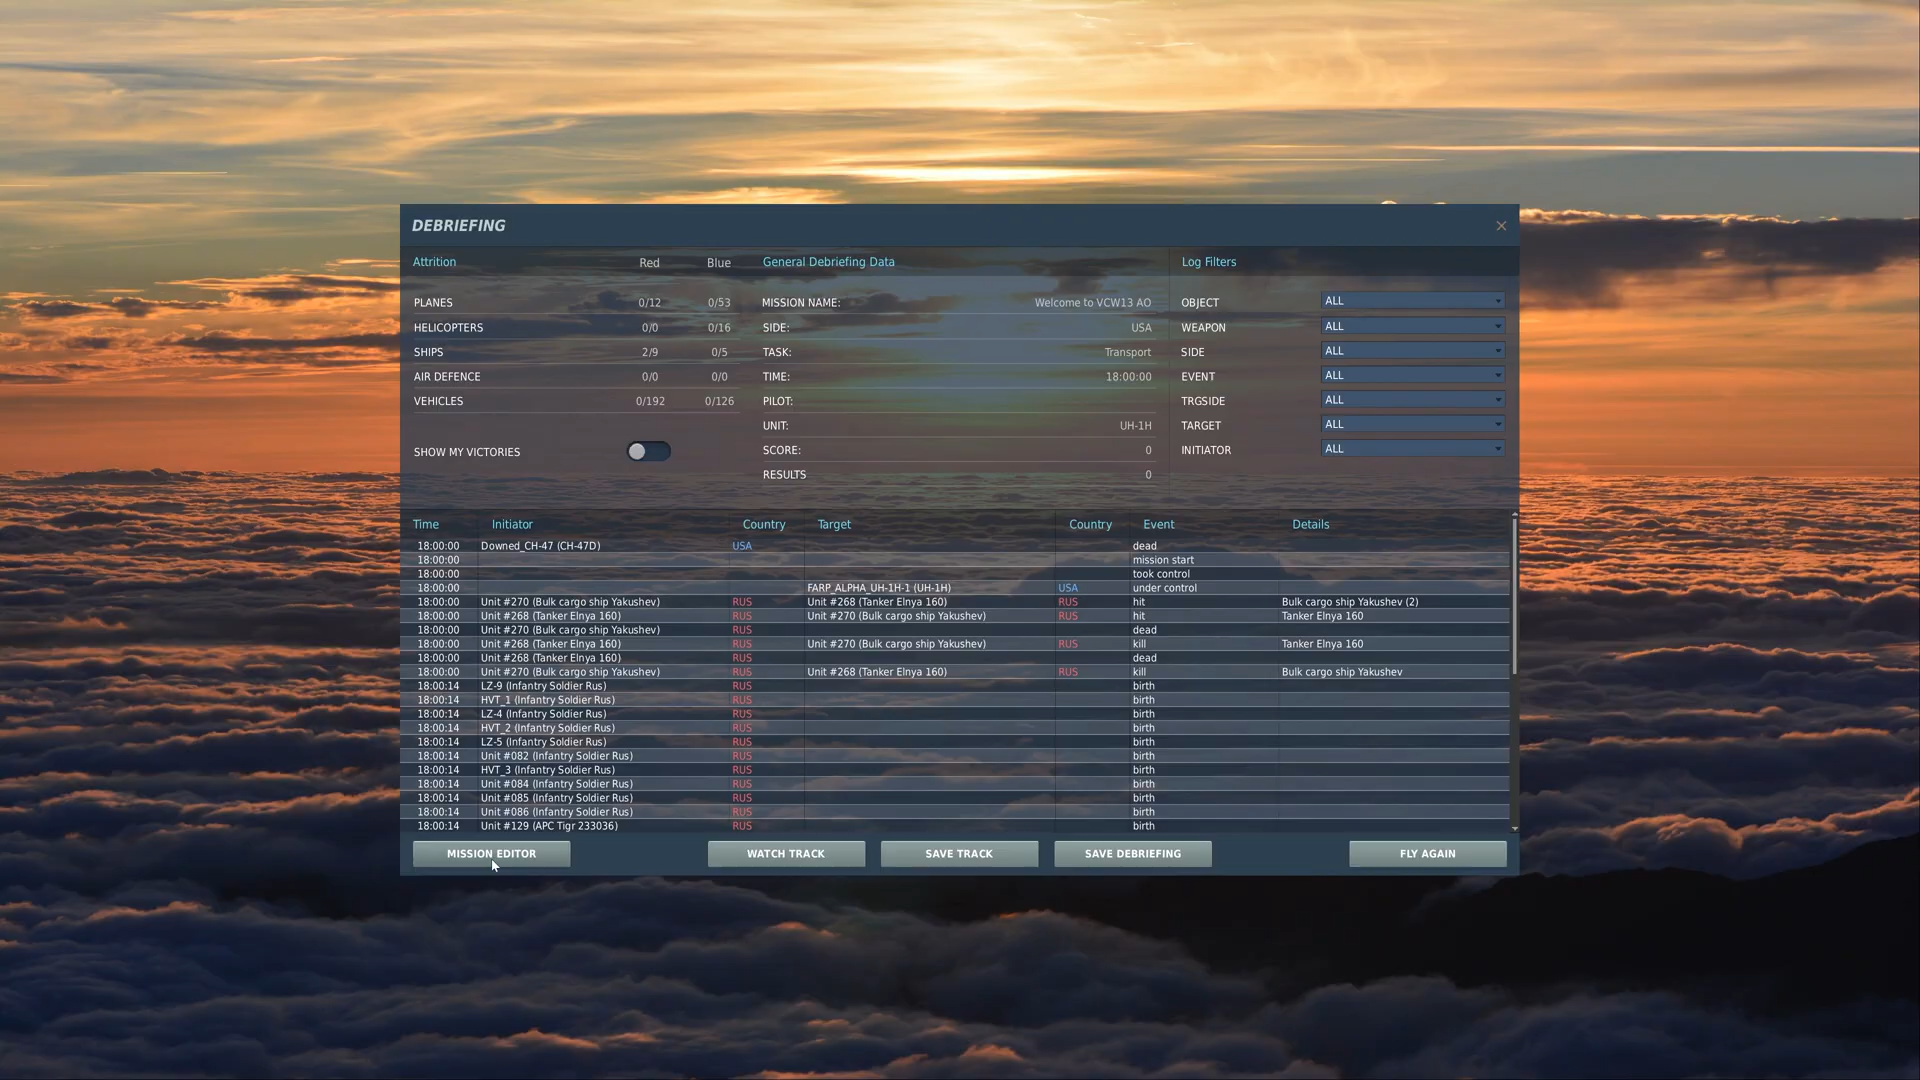 DEBRIEFING
Attrition Red Blue General Debriefing Data Log Filters
PLANES 0/12 0/53 MISSION NAME: Welcome to VCW13 AO OBJECT ALL
HELICOPTERS 0/0 0/16 SIDE: USA WEAPON ALL
SHIPS 2/9 0/5 TASK: Transport SIDE ALL
AIR DEFENCE 0/0 0/0 TIME: 18:00:00 EVENT ALL
VEHICLES 0/192 0/126 PILOT: TRGSIDE ALL
UNIT: UH-1H TARGET ALL
SHOW MY VICTORIES SCORE: 0 INITIATOR ALL
RESULTS 0
Time Initiator Country Target Country Event Details
18:00:00 Downed_CH-47 (CH-47D) USA dead
18:00:00 mission start
18:00:00 took control
18:00:00 FARP_ALPHA_UH-1H-1 (UH-1H) USA under control
18:00:00 Unit #270 (Bulk cargo ship Yakushev) RUS Unit #268 (Tanker Elnya 160) RUS hit Bulk cargo ship Yakushev (2)
18:00:00 Unit #268 (Tanker Elnya 160) RUS Unit #270 (Bulk cargo ship Yakushev) RUS hit Tanker Elnya 160
18:00:00 Unit #270 (Bulk cargo ship Yakushev) RUS dead
18:00:00 Unit #268 (Tanker Elnya 160) RUS Unit #270 (Bulk cargo ship Yakushev) RUS kill Tanker Elnya 160
18:00:00 Unit #268 (Tanker Elnya 160) RUS dead
18:00:00 Unit #270 (Bulk cargo ship Yakushev) RUS Unit #268 (Tanker Elnya 160) RUS kill Bulk cargo ship Yakushev
18:00:14 LZ-9 (Infantry Soldier Rus) RUS birth
18:00:14 HVT_1 (Infantry Soldier Rus) RUS birth
18:00:14 LZ-4 (Infantry Soldier Rus) RUS birth
18:00:14 HVT_2 (Infantry Soldier Rus) RUS birth
18:00:14 LZ-5 (Infantry Soldier Rus) RUS birth
18:00:14 Unit #082 (Infantry Soldier Rus) RUS birth
18:00:14 HVT_3 (Infantry Soldier Rus) RUS birth
18:00:14 Unit #084 (Infantry Soldier Rus) RUS birth
18:00:14 Unit #085 (Infantry Soldier Rus) RUS birth
18:00:14 Unit #086 (Infantry Soldier Rus) RUS birth
18:00:14 Unit #129 (APC Tigr 233036) RUS birth
MISSION EDITOR WATCH TRACK SAVE TRACK SAVE DEBRIEFING FLY AGAIN